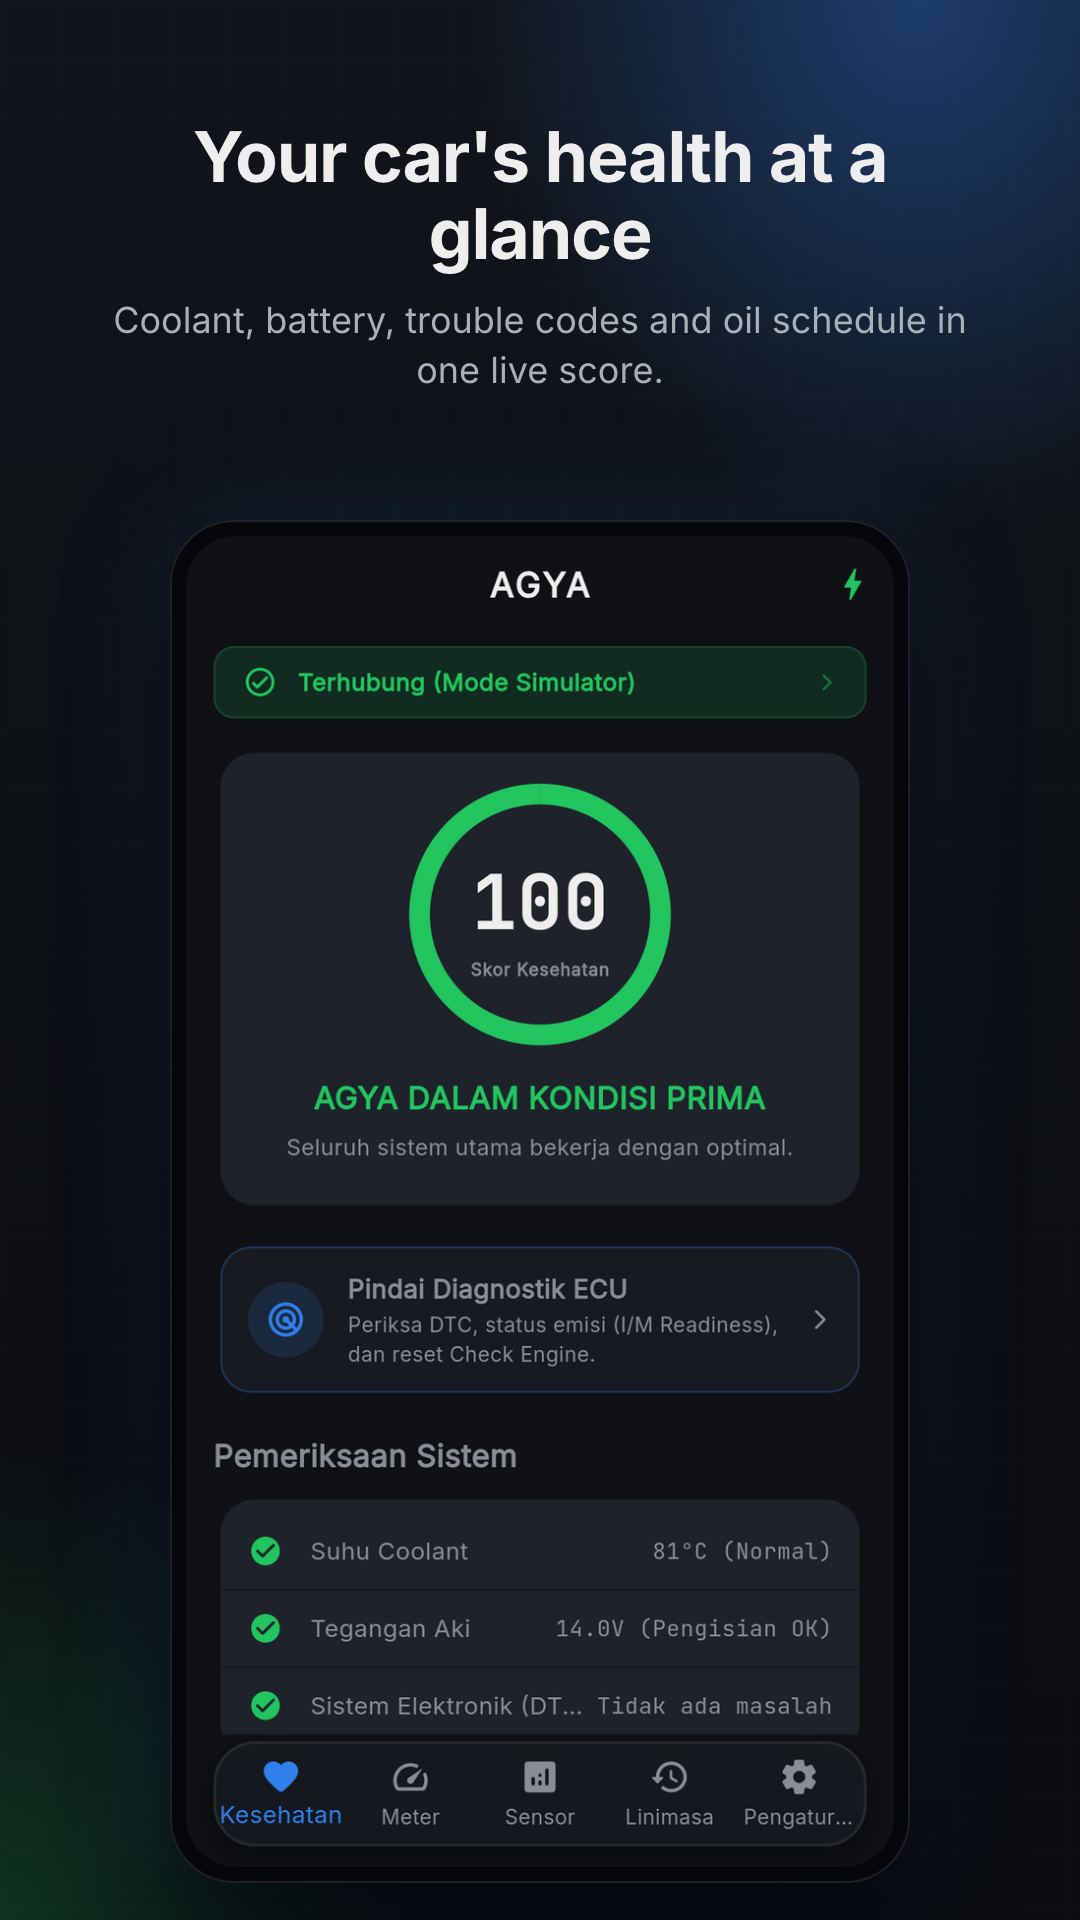 Your car's health at a
glance
Coolant, battery, trouble codes and oil schedule in
one live score.
AGYA
Terhubung (Mode Simulator)
100
Skor Kesehatan
AGYA DALAM KONDISI PRIMA
Seluruh sistem utama bekerja dengan optimal.
Pindai Diagnostik ECU
Periksa DTC, status emisi (I/M Readiness),
dan reset Check Engine.
Pemeriksaan Sistem
Suhu Coolant 81°C (Normal)
Tegangan Aki 14.0V (Pengisian OK)
Sistem Elektronik (DT... Tidak ada masalah
Kesehatan Meter Sensor Linimasa Pengatur...